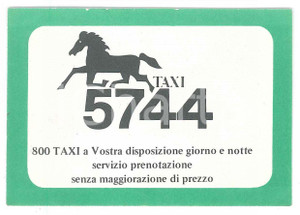 TAXI
5744
800 TAXI a Vostra disposizione giorno e notte
servizio prenotazione
senza maggiorazione di prezzo